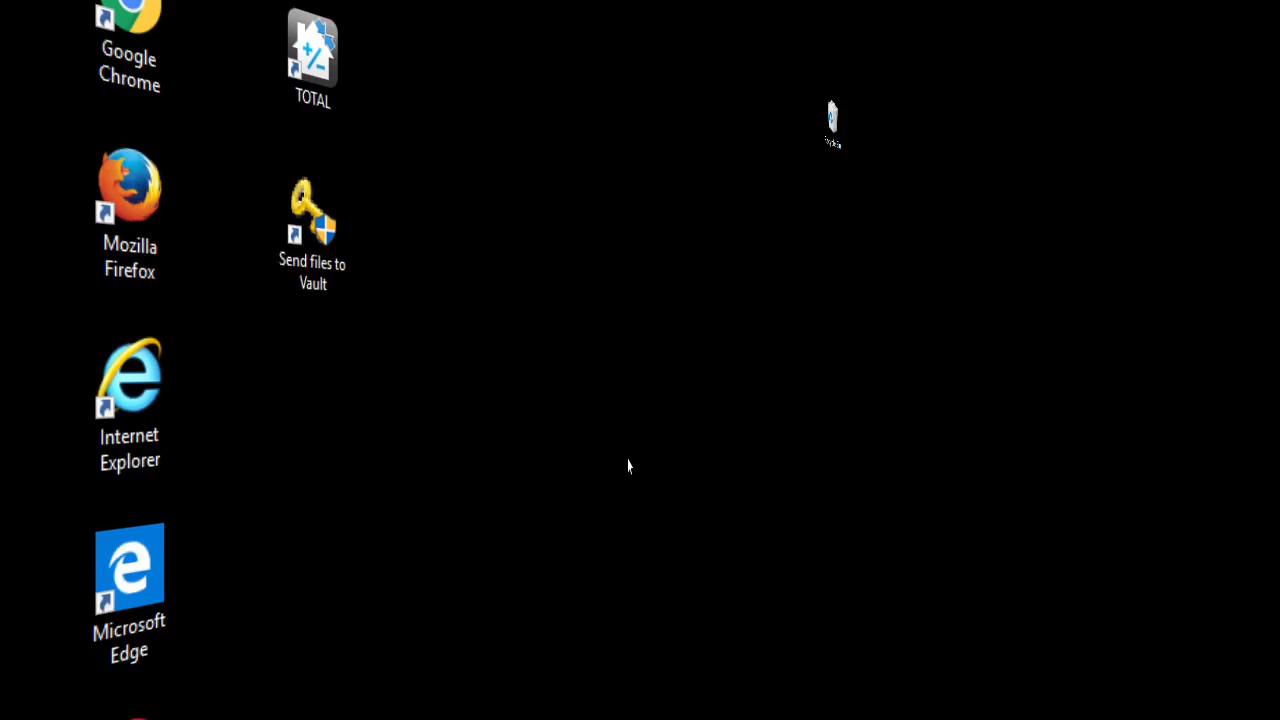 Google
Chrome
TOTAL
Mozilla
Firefox
Send files to
Vault
Internet
Explorer
Microsoft
Edge